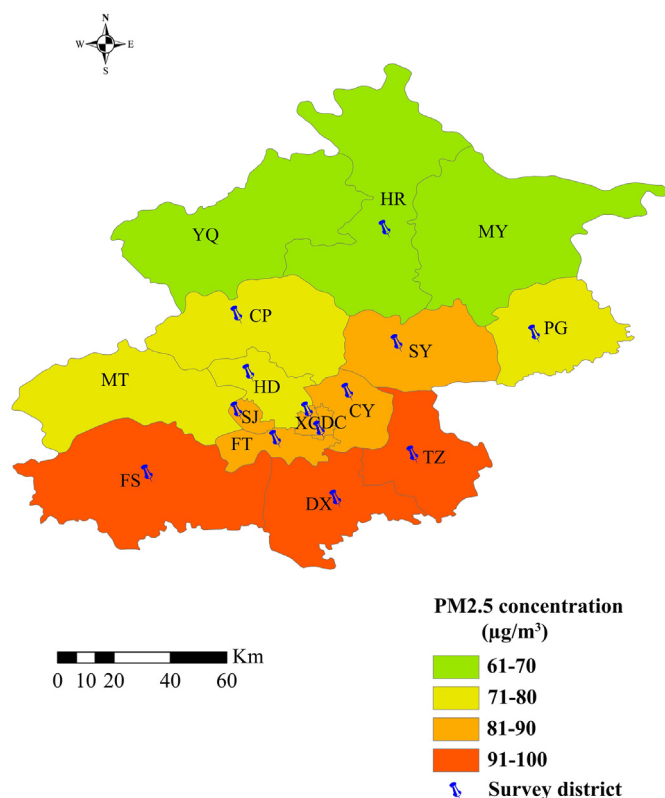 N
W E
S
HR
YQ
MY
CP
PG
SY
MT
HD
CY
SJ
XC
DC
FT
TZ
FS
DX
PM2.5 concentration
(µg/m³)
Km
0 10 20 40 60
61-70
71-80
81-90
91-100
Survey district